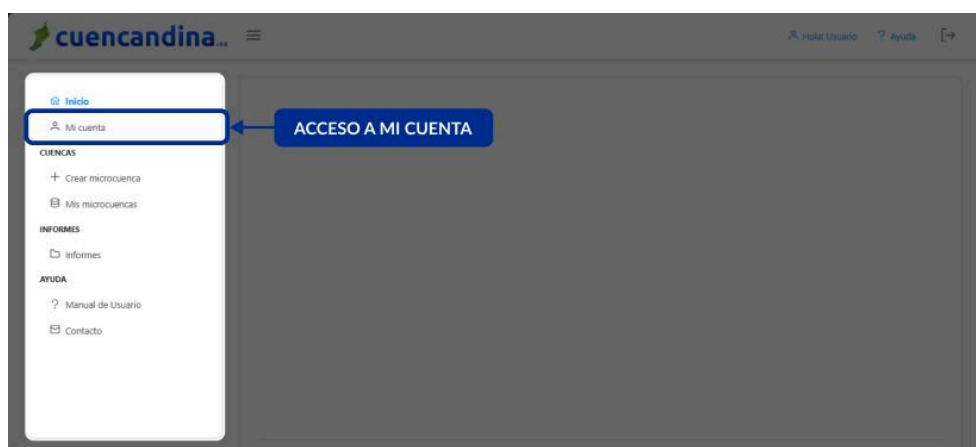 cuencandina
Hola! Usuario
? Ayuda
Inicio
Mi cuenta
ACCESO A MI CUENTA
CUENCAS
+ Crear microcuenca
Mis microcuencas
INFORMES
Informes
AYUDA
? Manual de Usuario
Contacto